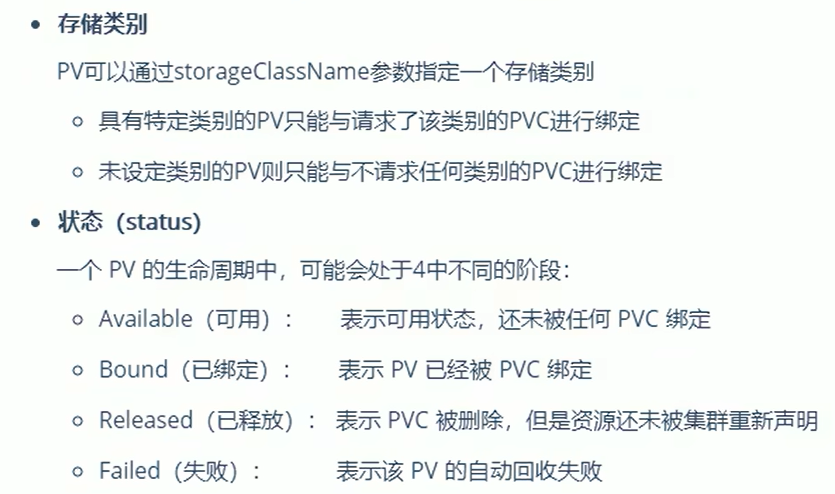 存储类别
PV可以通过storageClassName参数指定一个存储类别
具有特定类别的PV只能与请求了该类别的PVC进行绑定
未设定类别的PV则只能与不请求任何类别的PVC进行绑定
状态（status）
一个 PV 的生命周期中，可能会处于4中不同的阶段：
Available（可用）： 表示可用状态，还未被任何 PVC 绑定
Bound（已绑定）： 表示 PV 已经被 PVC 绑定
Released（已释放）： 表示 PVC 被删除，但是资源还未被集群重新声明
Failed（失败）： 表示该 PV 的自动回收失败